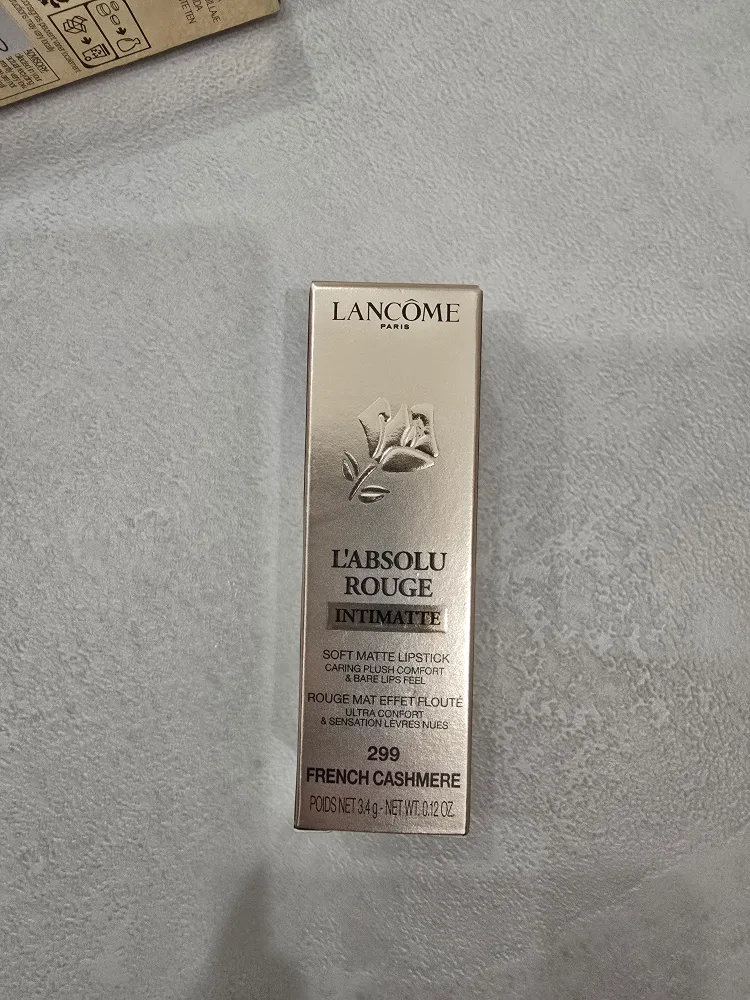 LANCÔME
PARIS
L'ABSOLU
ROUGE
INTIMATTE
SOFT MATTE LIPSTICK
CARING PLUSH COMFORT
& BARE LIPS FEEL
ROUGE MAT EFFET FLOUTÉ
ULTRA CONFORT
& SENSATION LÈVRES NUES
299
FRENCH CASHMERE
POIDS NET 3.4 g - NET WT. 0.12 OZ.